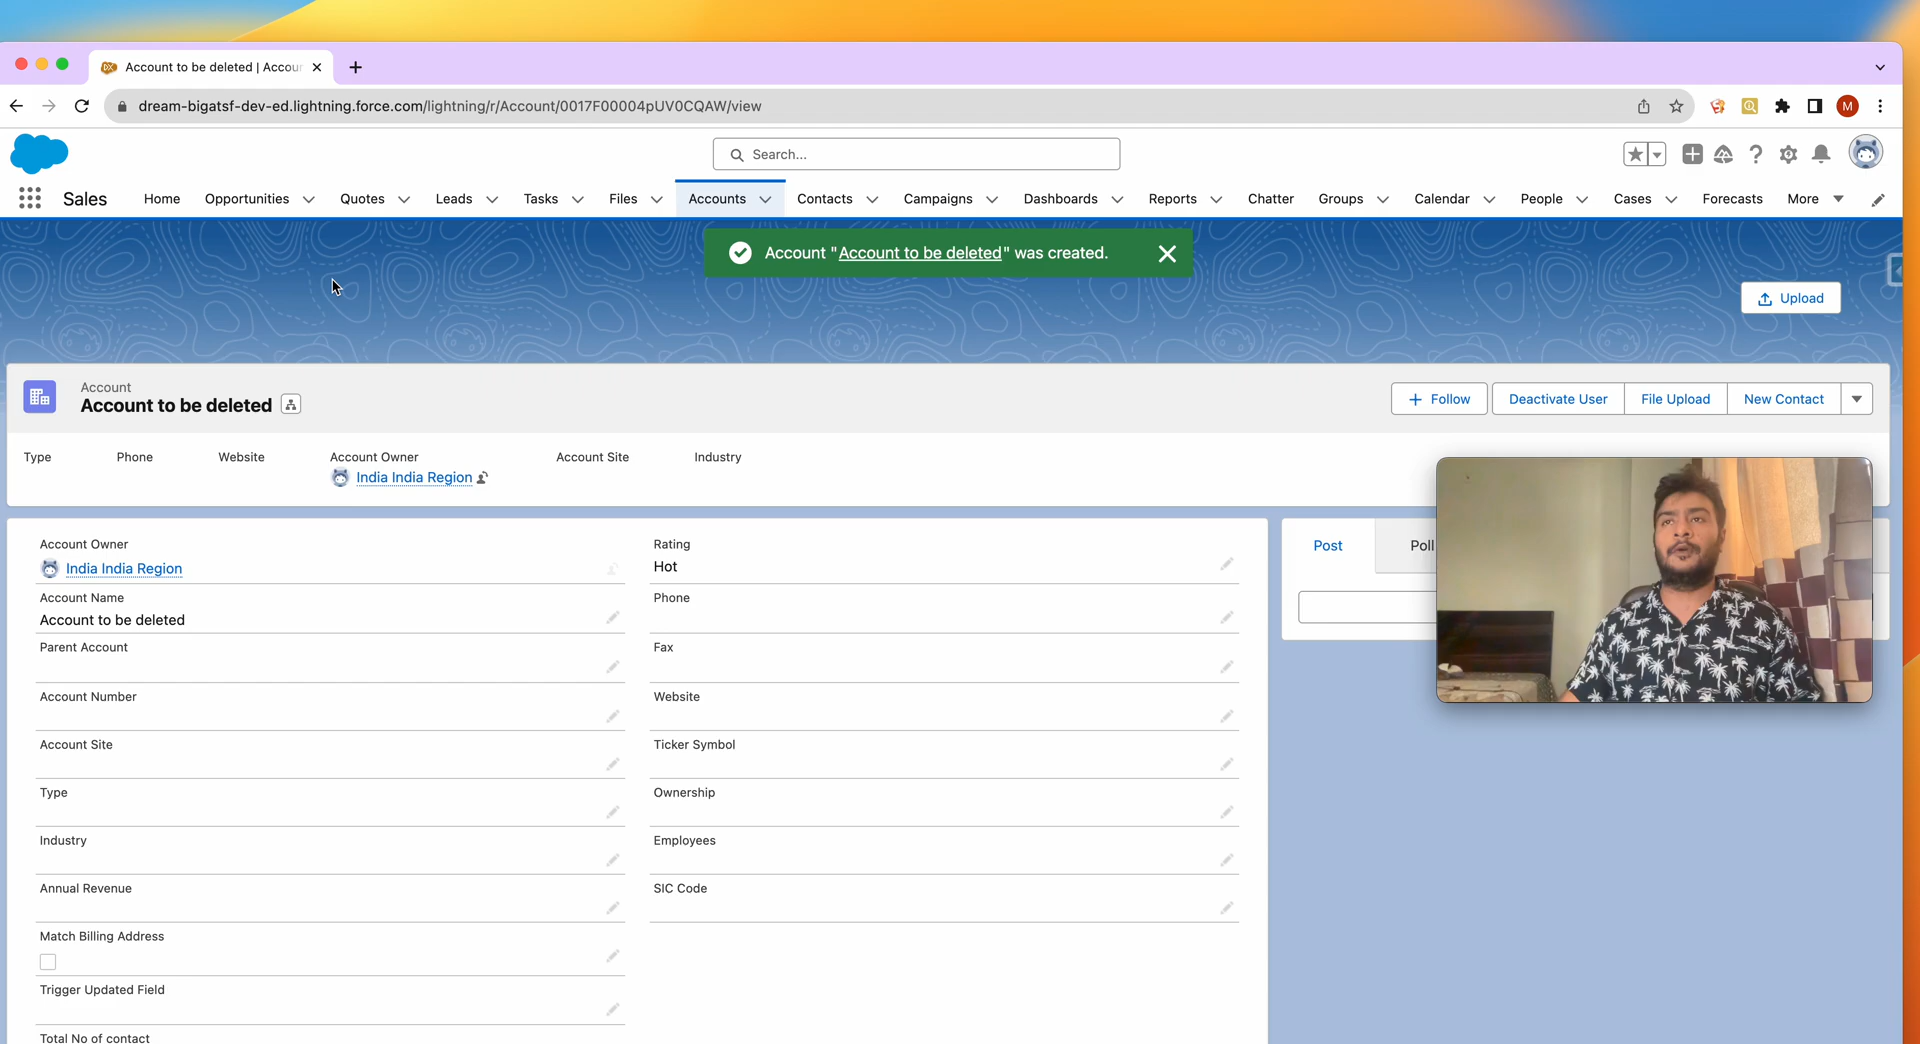 Account to be deleted | Accou
dream-bigatsf-dev-ed.lightning.force.com/lightning/r/Account/0017F00004pUV0CQAW/view
M
Search...
Sales
Home
Opportunities
Quotes
Leads
Tasks
Files
Accounts
Contacts
Campaigns
Dashboards
Reports
Chatter
Groups
Calendar
People
Cases
Forecasts
More
Account "Account to be deleted" was created.
Upload
Account
Account to be deleted
Follow
Deactivate User
File Upload
New Contact
Type
Phone
Website
Account Owner
Account Site
Industry
India India Region
Account Owner
India India Region
Rating
Hot
Account Name
Account to be deleted
Phone
Parent Account
Fax
Account Number
Website
Account Site
Ticker Symbol
Type
Ownership
Industry
Employees
Annual Revenue
SIC Code
Match Billing Address
Trigger Updated Field
Total No of contact
Post
Poll